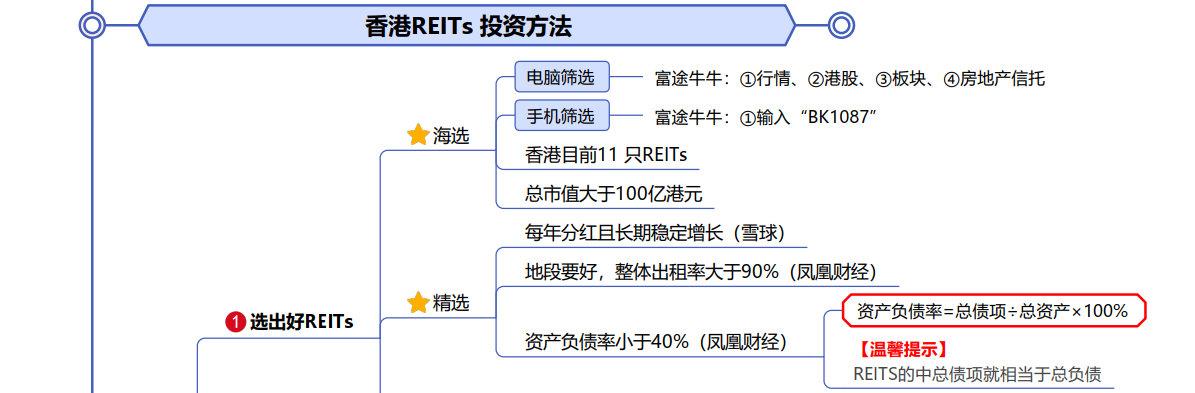 香港REITs 投资方法
电脑筛选
富途牛牛：①行情、②港股、③板块、④房地产信托
手机筛选
富途牛牛：①输入“BK1087”
海选
香港目前11 只REITs
总市值大于100亿港元
每年分红且长期稳定增长（雪球）
地段要好，整体出租率大于90%（凤凰财经）
精选
1 选出好REITs
资产负债率=总债项÷总资产×100%
资产负债率小于40%（凤凰财经）
【温馨提示】
REITS的中总债项就相当于总负债